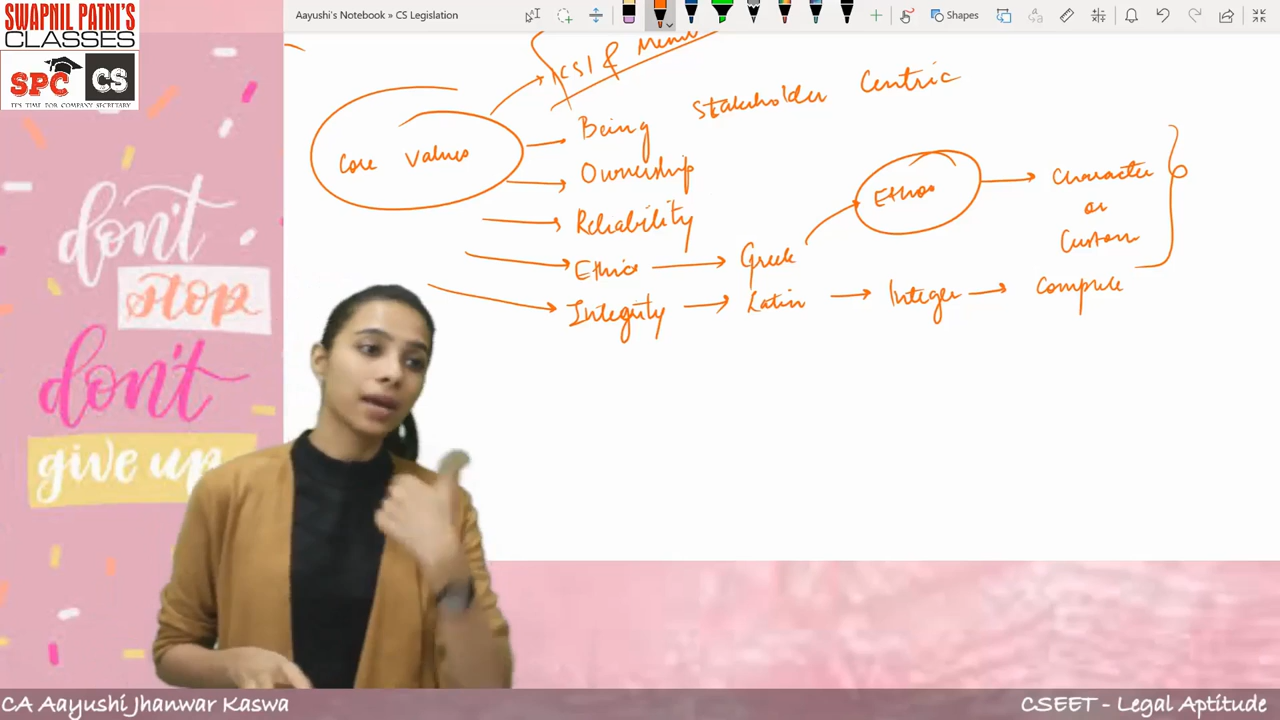 SWAPNIL PATNI'S
CLASSES
SPC
CS
IT'S TIME FOR COMPANY SECRETARY
Aayushi's Notebook » CS Legislation
Shapes
ICSI &
Core Values
Being Stakeholder Centric
Ownership
Reliability
Ethics → Greek
Ethos → Character
or
Custom
Integrity → Latin → Integer → Complete
don't
stop
don't
give up
CA Aayushi Jhanwar Kaswa
CSEET - Legal Aptitude